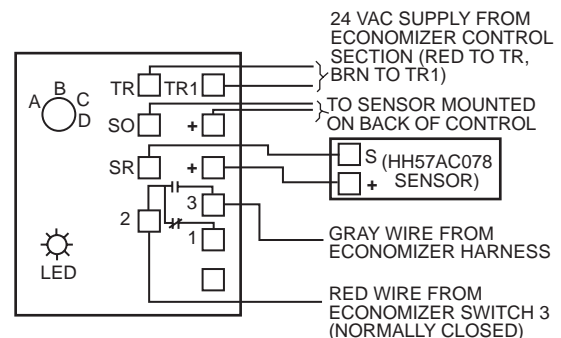 24 VAC SUPPLY FROM
ECONOMIZER CONTROL
SECTION (RED TO TR,
BRN TO TR1)
TR TR1
A B C D
SO +
TO SENSOR MOUNTED
ON BACK OF CONTROL
SR +
S (HH57AC078
+ SENSOR)
3
2
1
GRAY WIRE FROM
ECONOMIZER HARNESS
LED
RED WIRE FROM
ECONOMIZER SWITCH 3
(NORMALLY CLOSED)